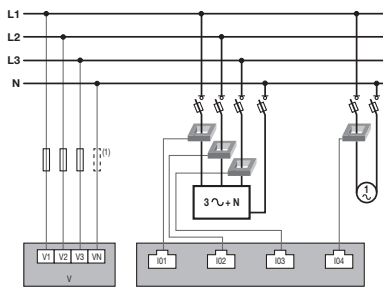 L1
L2
L3
N
(1)
3 ∿ + N
1
∿
V1 V2 V3 VN
V
I01 I02 I03 I04